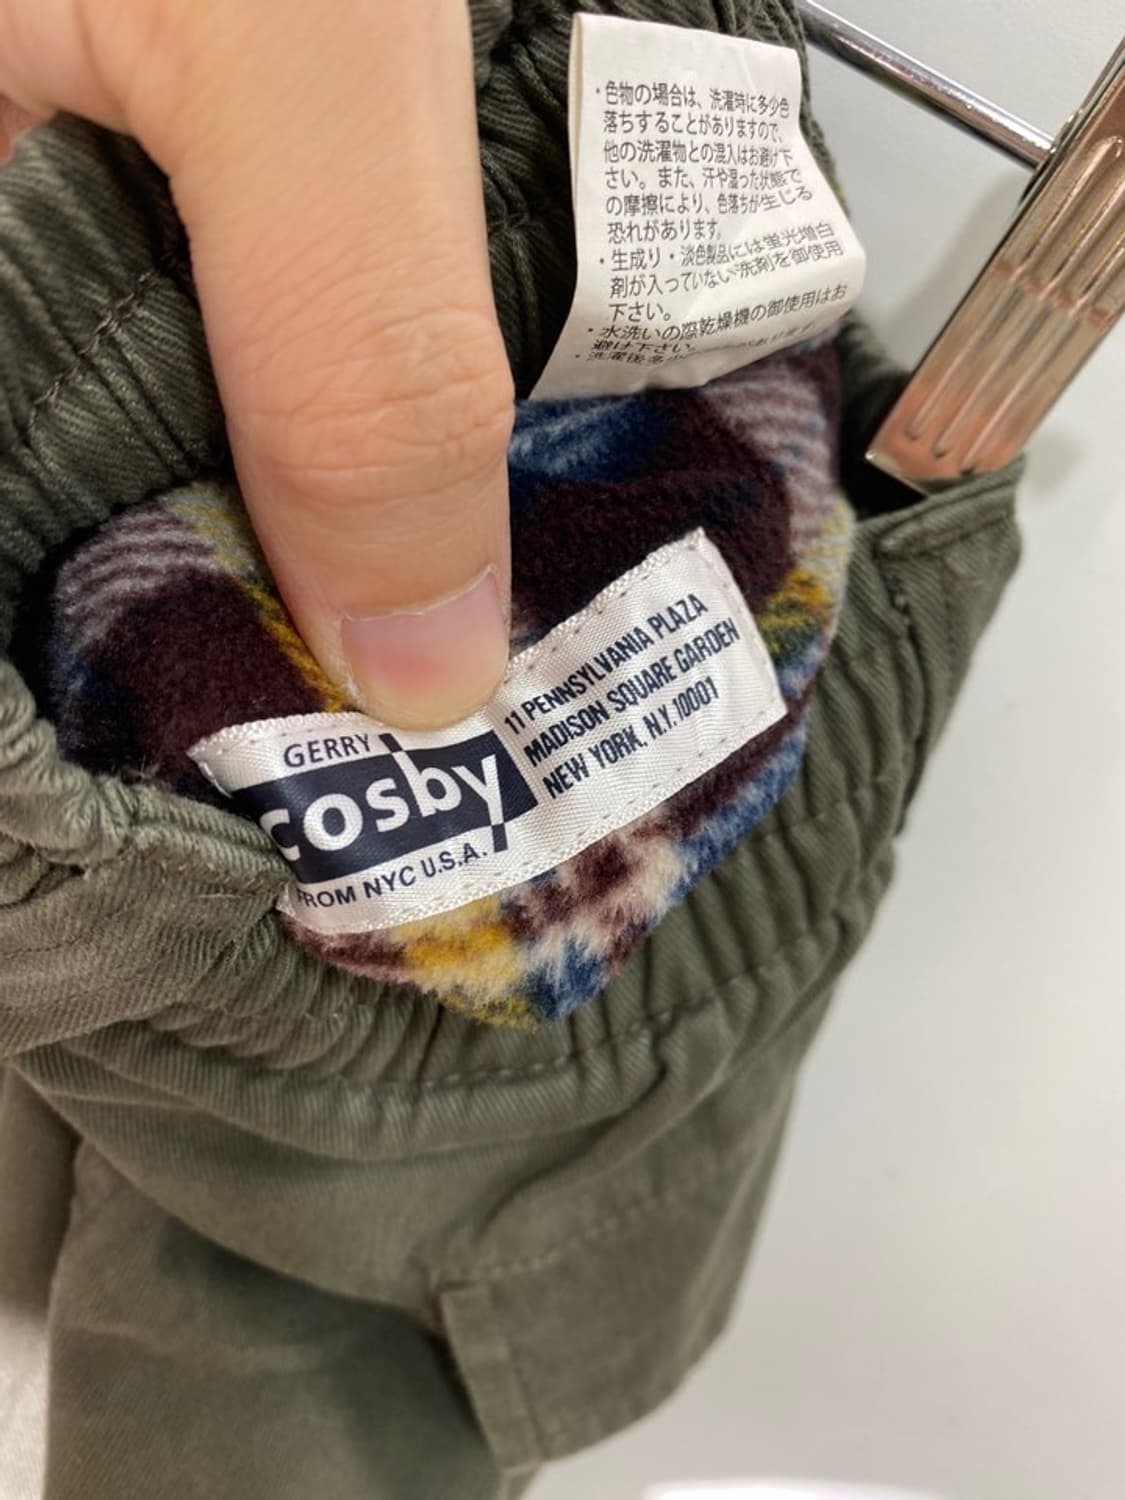 ・色物の場合は、洗濯時に多少色
落ちすることがありますので、
他の洗濯物との混入はお避け下
さい。また、汗や湿った状態で
の摩擦により、色落ちが生じる
恐れがあります。
・生成り・淡色製品には蛍光増白
剤が入っていない洗剤を御使用
下さい。
・水洗いの際乾燥機の御使用はお
避け下さい。
・洗濯後多少
GERRY
cosby
FROM NYC U.S.A.
11 PENNSYLVANIA PLAZA
MADISON SQUARE GARDEN
NEW YORK, N.Y. 10001